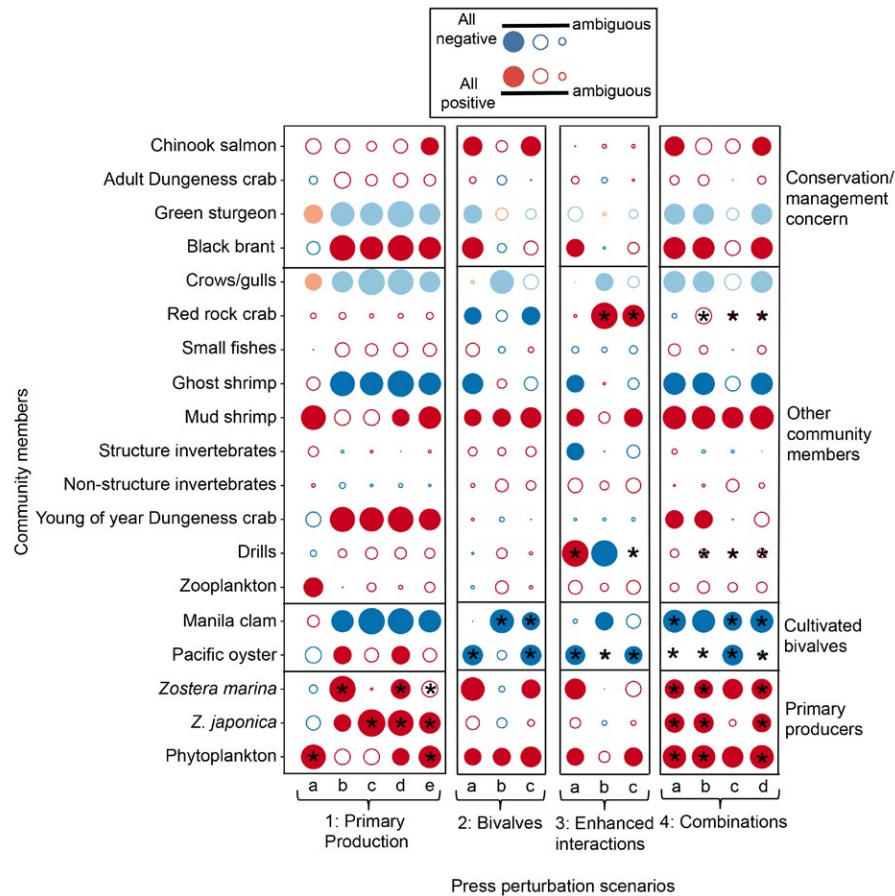 All negative
ambiguous
All positive
ambiguous
Chinook salmon
Adult Dungeness crab
Green sturgeon
Black brant
Conservation/
management
concern
Crows/gulls
Red rock crab
Small fishes
Ghost shrimp
Mud shrimp
Structure invertebrates
Non-structure invertebrates
Young of year Dungeness crab
Drills
Zooplankton
Other
community
members
Manila clam
Pacific oyster
Cultivated
bivalves
Zostera marina
Z. japonica
Phytoplankton
Primary
producers
Community members
a b c d e a b c a b c a b c d
1: Primary
Production
2: Bivalves
3: Enhanced
interactions
4: Combinations
Press perturbation scenarios